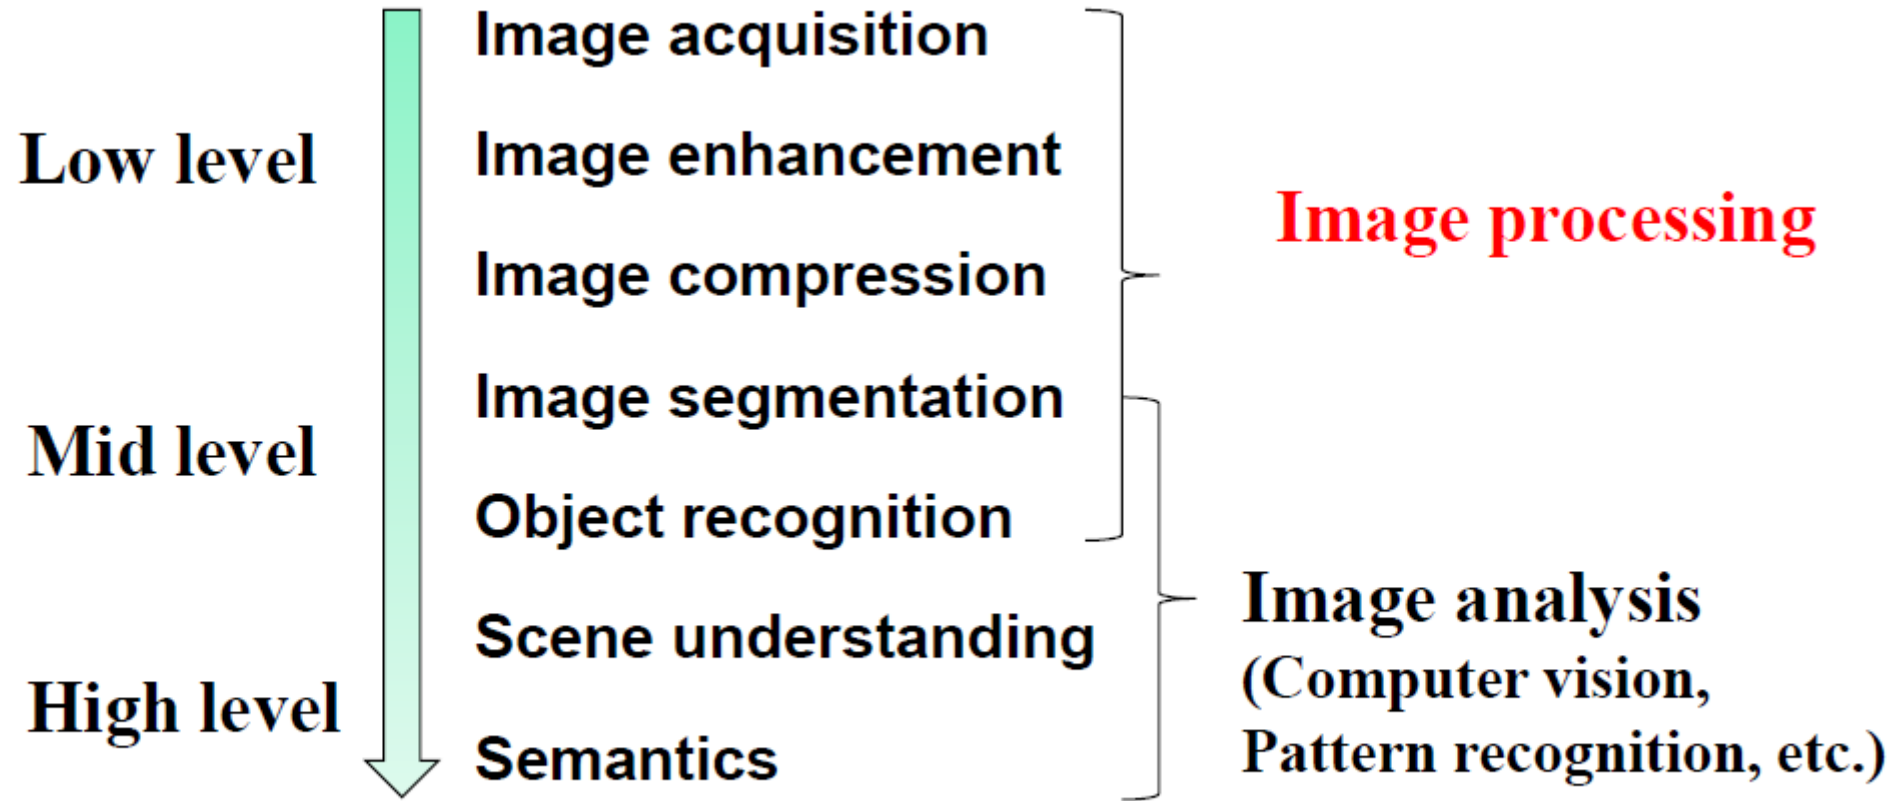 Low level
Mid level
High level
Image acquisition
Image enhancement
Image compression
Image segmentation
Object recognition
Scene understanding
Semantics
Image processing
Image analysis
(Computer vision,
Pattern recognition, etc.)